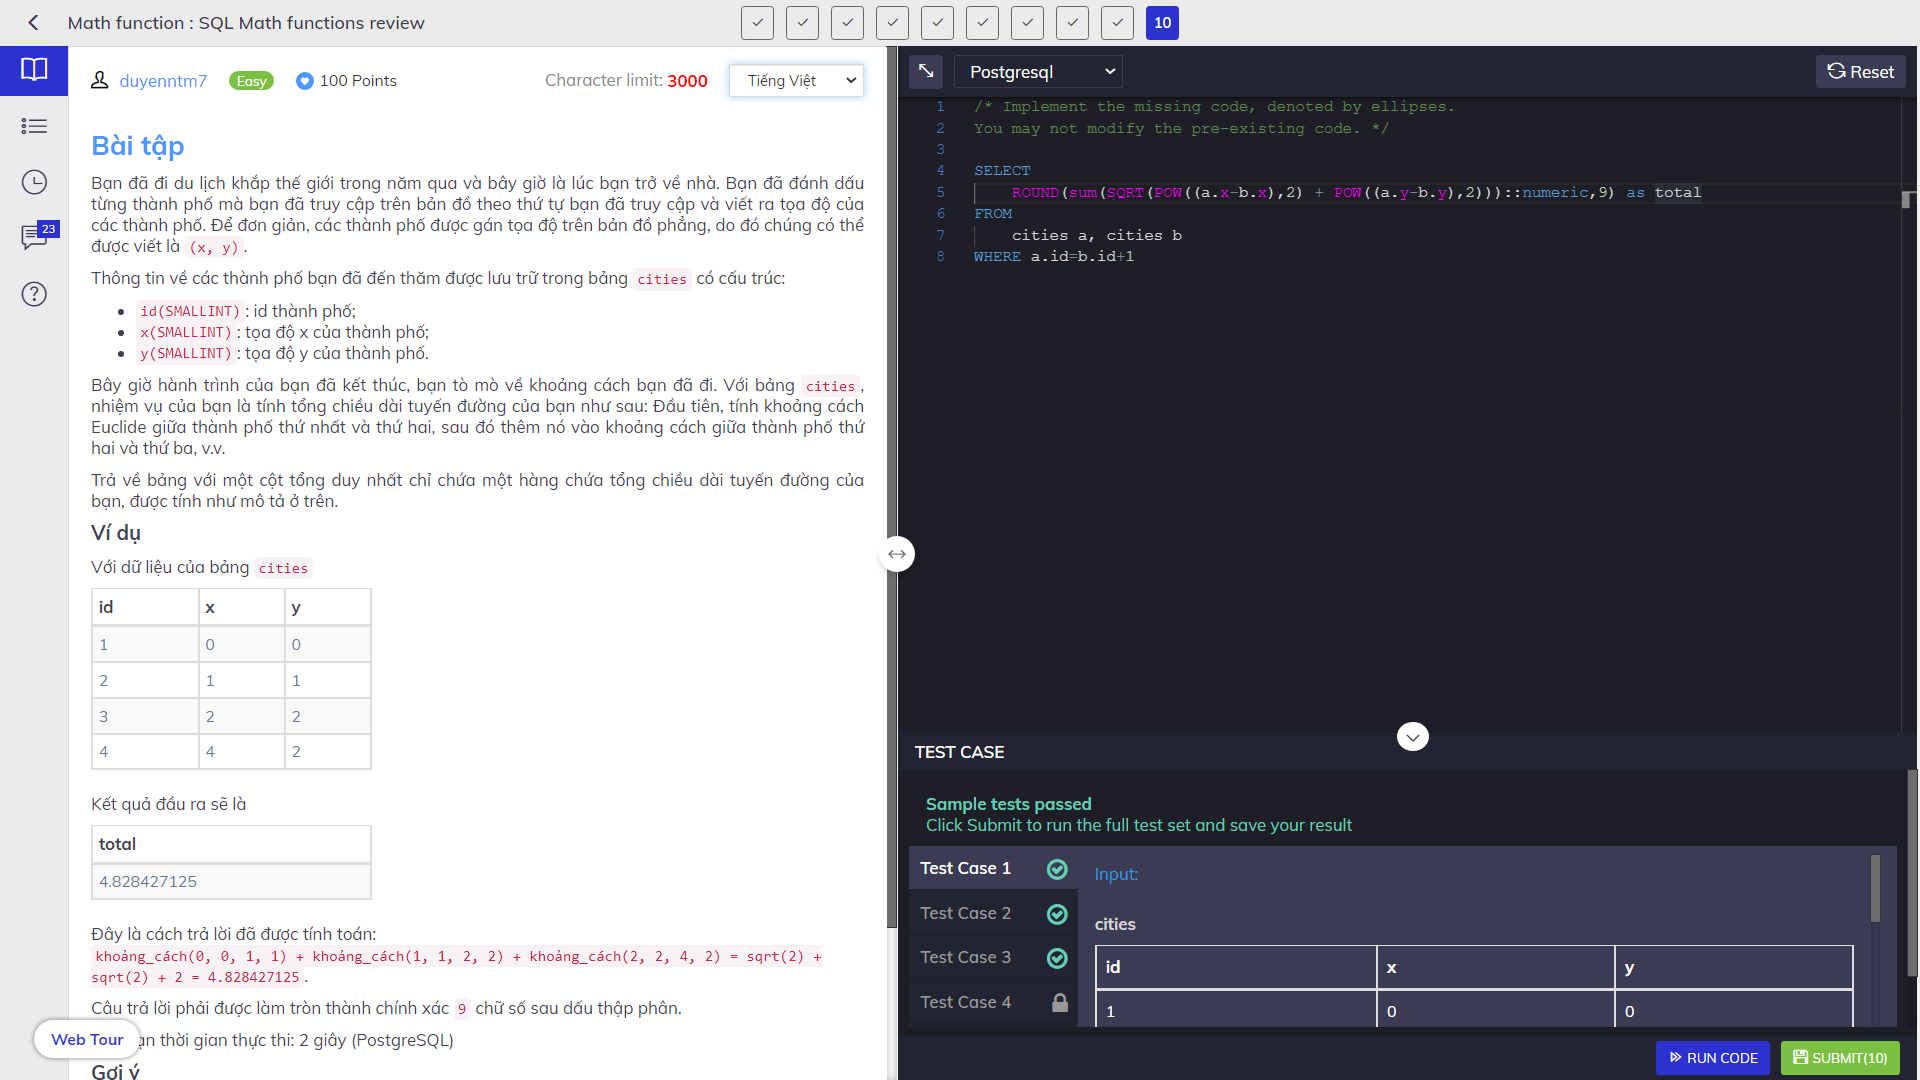 Math function : SQL Math functions review
10
duyenntm7
Easy
100 Points
Character limit: 3000
Tiếng Việt
23
Bài tập
Bạn đã đi du lịch khắp thế giới trong năm qua và bây giờ là lúc bạn trở về nhà. Bạn đã đánh dấu
từng thành phố mà bạn đã truy cập trên bản đồ theo thứ tự bạn đã truy cập và viết ra tọa độ của
các thành phố. Để đơn giản, các thành phố được gán tọa độ trên bản đồ phẳng, do đó chúng có thể
được viết là (x, y).
Thông tin về các thành phố bạn đã đến thăm được lưu trữ trong bảng cities có cấu trúc:
id(SMALLINT) : id thành phố;
x(SMALLINT) : tọa độ x của thành phố;
y(SMALLINT) : tọa độ y của thành phố.
Bây giờ hành trình của bạn đã kết thúc, bạn tò mò về khoảng cách bạn đã đi. Với bảng cities,
nhiệm vụ của bạn là tính tổng chiều dài tuyến đường của bạn như sau: Đầu tiên, tính khoảng cách
Euclide giữa thành phố thứ nhất và thứ hai, sau đó thêm nó vào khoảng cách giữa thành phố thứ
hai và thứ ba, v.v.
Trả về bảng với một cột tổng duy nhất chỉ chứa một hàng chứa tổng chiều dài tuyến đường của
bạn, được tính như mô tả ở trên.
Ví dụ
Với dữ liệu của bảng cities
id x y
1 0 0
2 1 1
3 2 2
4 4 2
Kết quả đầu ra sẽ là
total
4.828427125
Đây là cách trả lời đã được tính toán:
khoảng_cách(0, 0, 1, 1) + khoảng_cách(1, 1, 2, 2) + khoảng_cách(2, 2, 4, 2) = sqrt(2) +
sqrt(2) + 2 = 4.828427125.
Câu trả lời phải được làm tròn thành chính xác 9 chữ số sau dấu thập phân.
Web Tour
thời gian thực thi: 2 giây (PostgreSQL)
Gợi ý
Postgresql
Reset
1 /* Implement the missing code, denoted by ellipses.
2 You may not modify the pre-existing code. */
3
4 SELECT
5 ROUND(sum(SQRT(POW((a.x-b.x),2) + POW((a.y-b.y),2)))::numeric,9) as total
6 FROM
7 cities a, cities b
8 WHERE a.id=b.id+1
TEST CASE
Sample tests passed
Click Submit to run the full test set and save your result
Test Case 1
Test Case 2
Test Case 3
Test Case 4
Input:
cities
id x y
1 0 0
RUN CODE
SUBMIT(10)